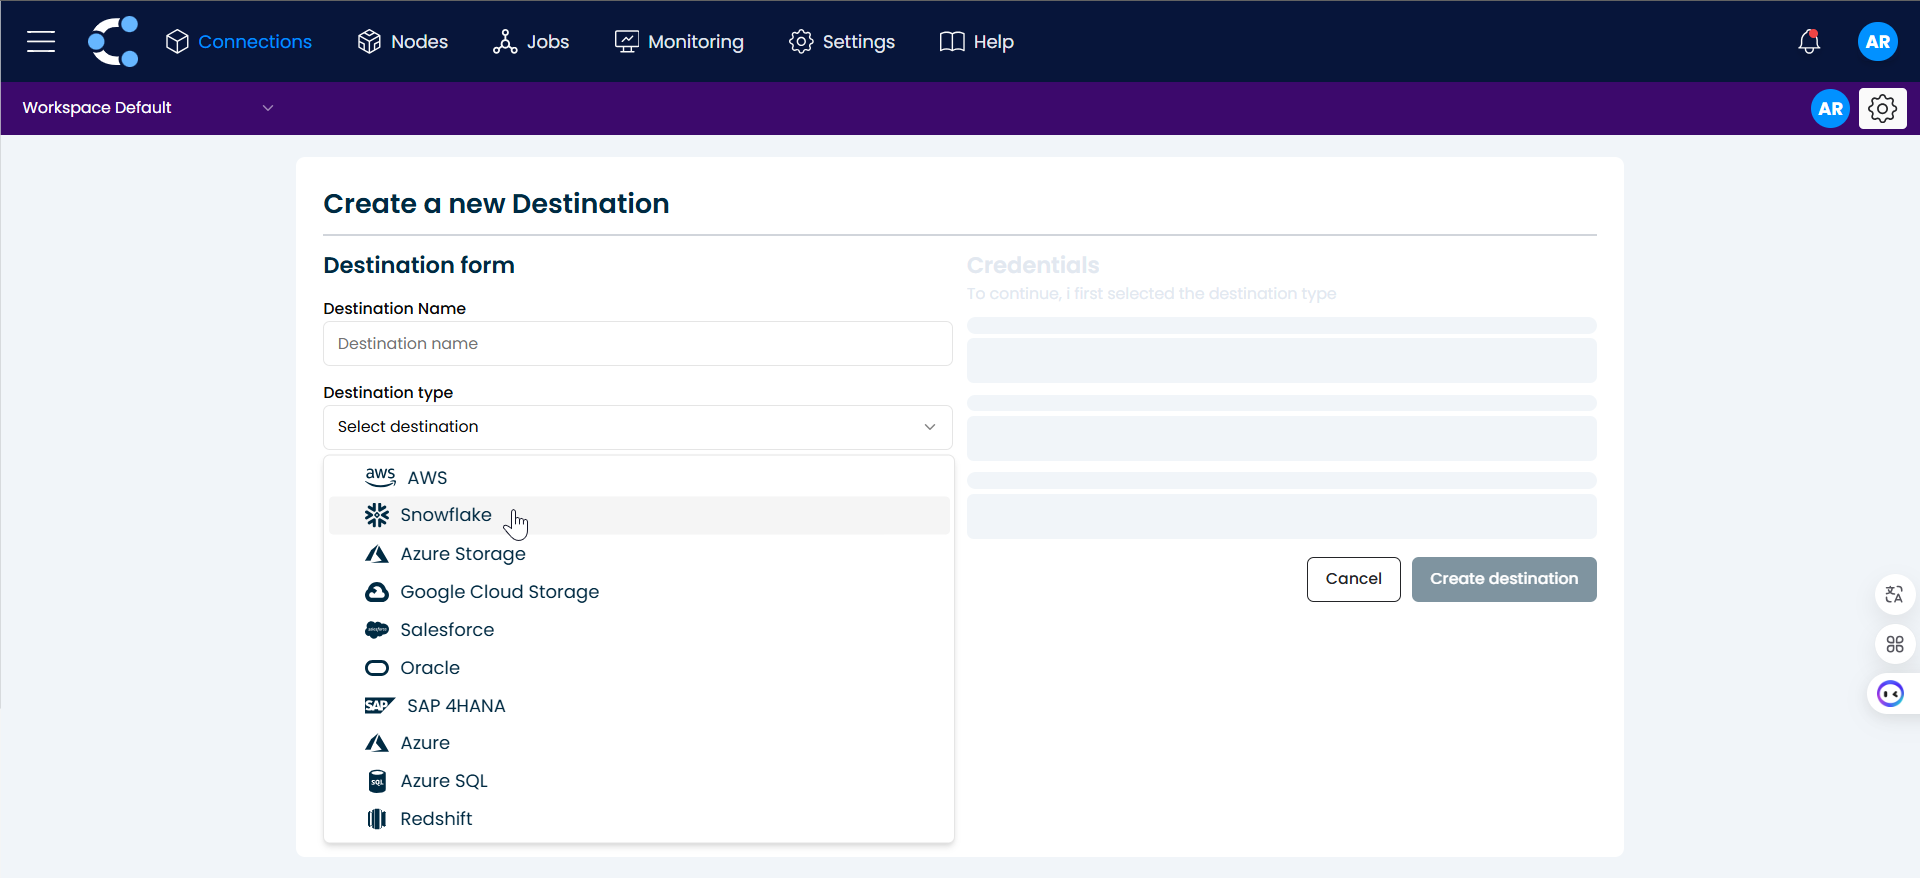 Connections
Nodes
Jobs
Monitoring
Settings
Help
AR
Workspace Default
AR
Create a new Destination
Destination form
Destination Name
Destination name
Destination type
Select destination
aws AWS
Snowflake
Azure Storage
Google Cloud Storage
salesforce Salesforce
Oracle
SAP SAP 4HANA
Azure
SQL Azure SQL
Redshift
Credentials
To continue, i first selected the destination type
Cancel
Create destination